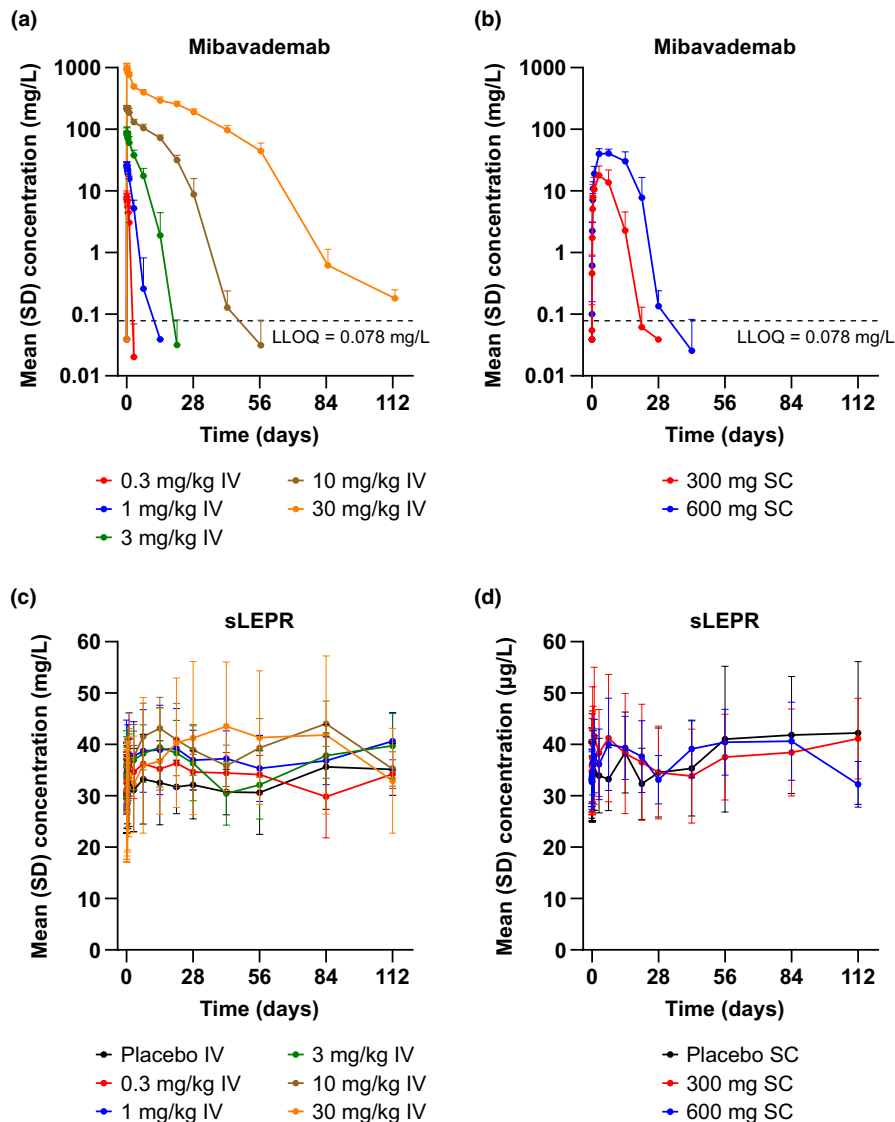 (a)
Mibavademab
Mean (SD) concentration (mg/L)
1000
100
10
1
0.1
0.01
LLOQ = 0.078 mg/L
0 28 56 84 112
Time (days)
0.3 mg/kg IV
1 mg/kg IV
3 mg/kg IV
10 mg/kg IV
30 mg/kg IV
(b)
Mibavademab
Mean (SD) concentration (mg/L)
1000
100
10
1
0.1
0.01
LLOQ = 0.078 mg/L
0 28 56 84 112
Time (days)
300 mg SC
600 mg SC
(c)
sLEPR
Mean (SD) concentration (mg/L)
60
50
40
30
20
10
0
0 28 56 84 112
Time (days)
Placebo IV
0.3 mg/kg IV
1 mg/kg IV
3 mg/kg IV
10 mg/kg IV
30 mg/kg IV
(d)
sLEPR
Mean (SD) concentration (µg/L)
60
50
40
30
20
10
0
0 28 56 84 112
Time (days)
Placebo SC
300 mg SC
600 mg SC